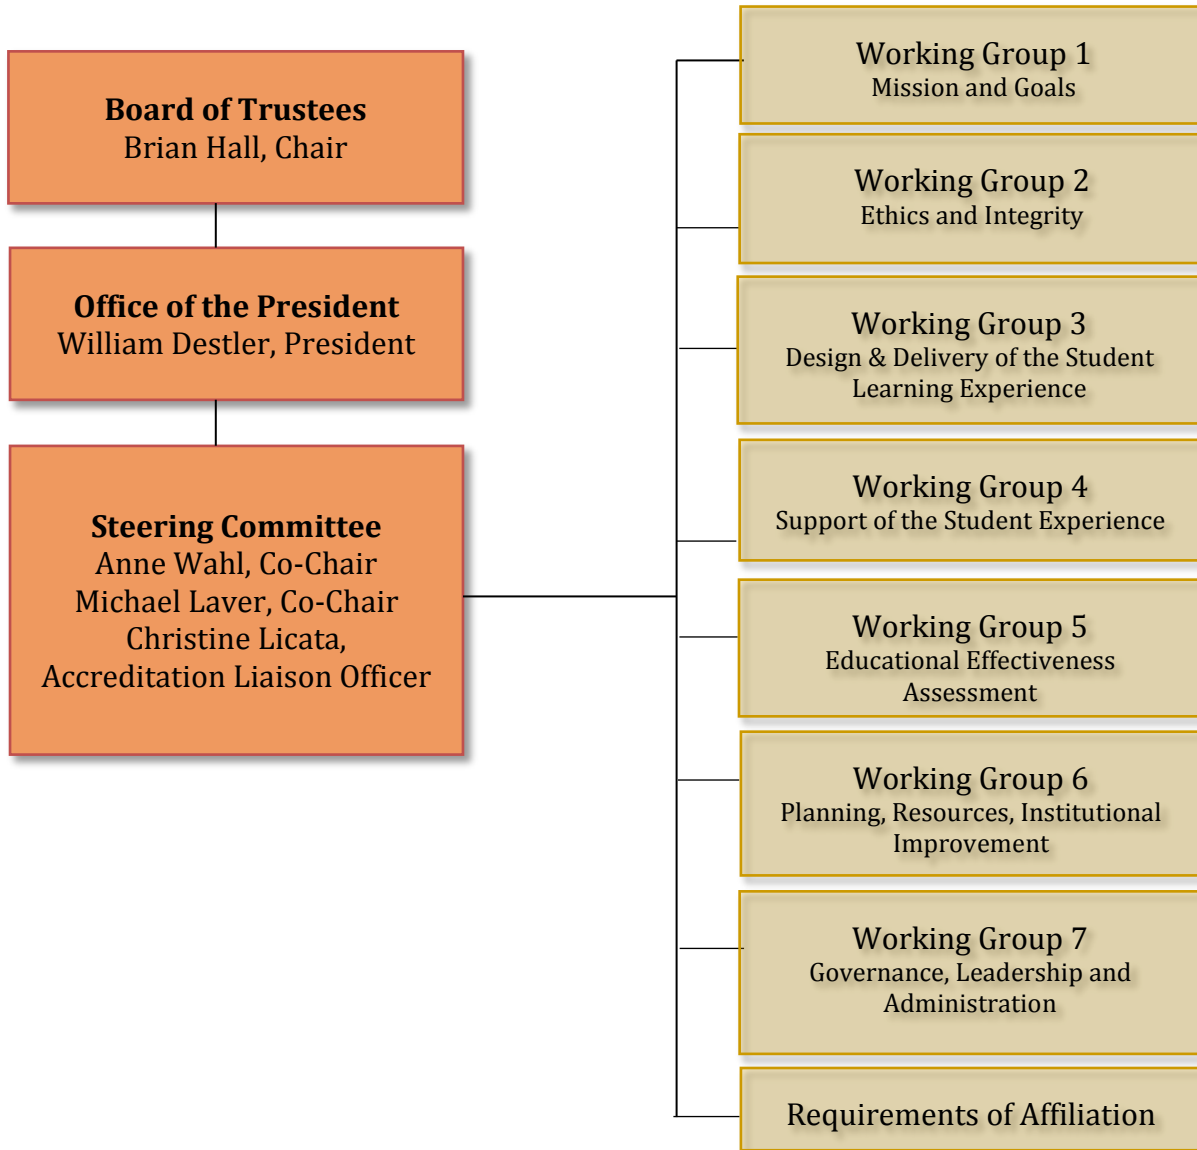 Board of Trustees
Brian Hall, Chair
Office of the President
William Destler, President
Steering Committee
Anne Wahl, Co-Chair
Michael Laver, Co-Chair
Christine Licata,
Accreditation Liaison Officer
Working Group 1
Mission and Goals
Working Group 2
Ethics and Integrity
Working Group 3
Design & Delivery of the Student
Learning Experience
Working Group 4
Support of the Student Experience
Working Group 5
Educational Effectiveness
Assessment
Working Group 6
Planning, Resources, Institutional
Improvement
Working Group 7
Governance, Leadership and
Administration
Requirements of Affiliation